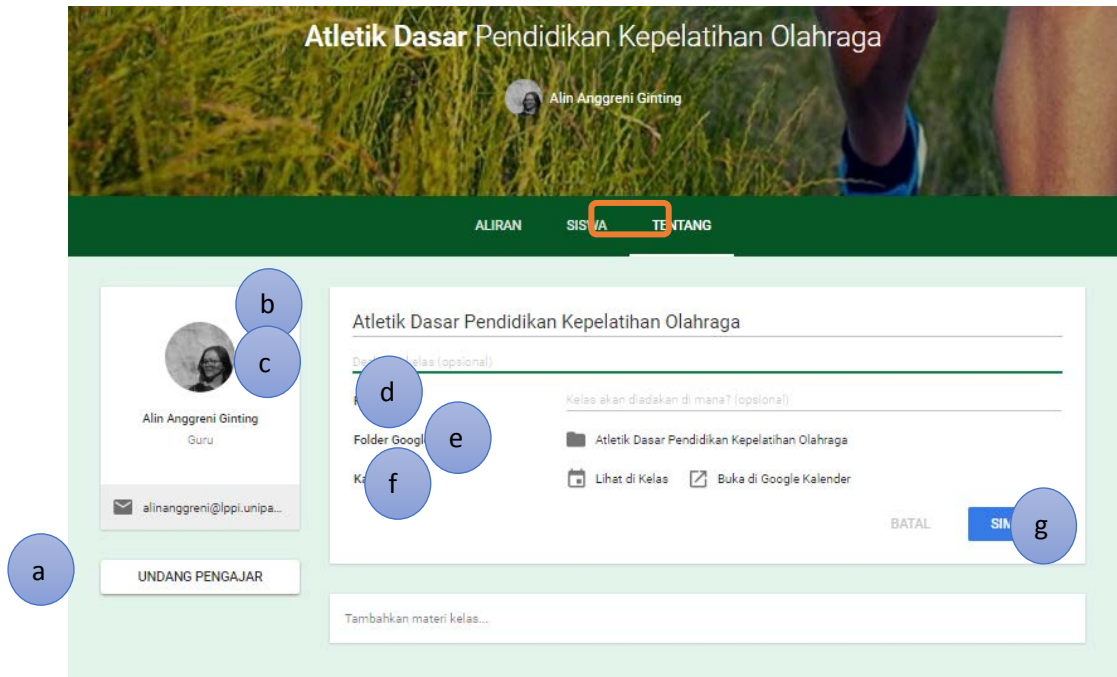 Atletik Dasar Pendidikan Kepelatihan Olahraga
Alin Anggreni Ginting
ALIRAN SISWA TENTANG
b
c
Alin Anggreni Ginting
Guru
alinanggreni@lppi.unipa...
a
UNDANG PENGAJAR
Atletik Dasar Pendidikan Kepelatihan Olahraga
kelas (opsional)
d
Kelas akan diadakan di mana? (opsional)
Folder Google
e
Atletik Dasar Pendidikan Kepelatihan Olahraga
f
Lihat di Kelas Buka di Google Kalender
BATAL
g
Tambahkan materi kelas...